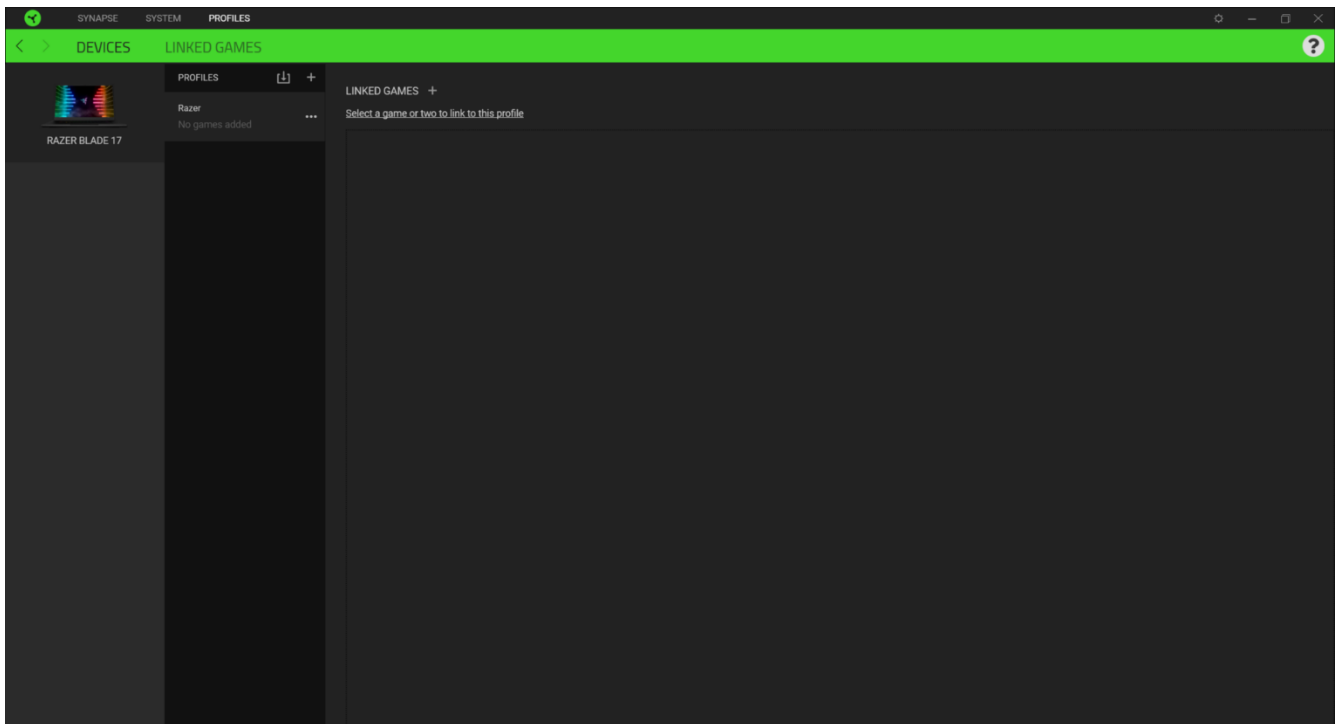 SYNAPSE SYSTEM PROFILES
DEVICES LINKED GAMES
?
RAZER BLADE 17
PROFILES
Razer
No games added
LINKED GAMES +
Select a game or two to link to this profile